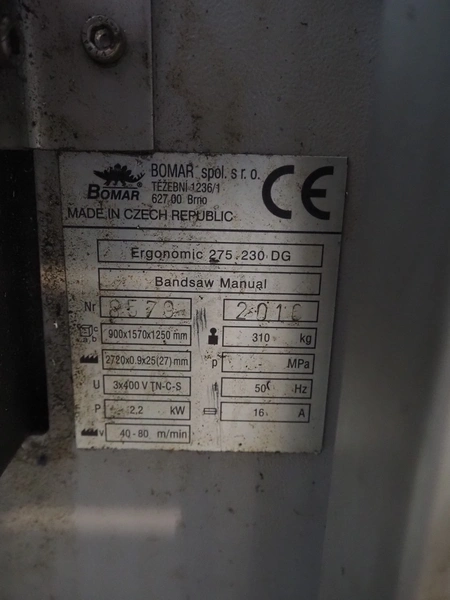 BOMAR spol. s r. o.
TĚŽEBNÍ 1236/1
627 00 Brno
BOMAR ®
CE
MADE IN CZECH REPUBLIC
Ergonomic 275.230 DG
Bandsaw Manual
Nr
c
a b
900x1570x1250 mm
310 kg
2720x0.9x25(27) mm
p MPa
U 3x400 V TN-C-S
f 50 Hz
P 2,2 kW
16 A
v 40 - 80 m/min